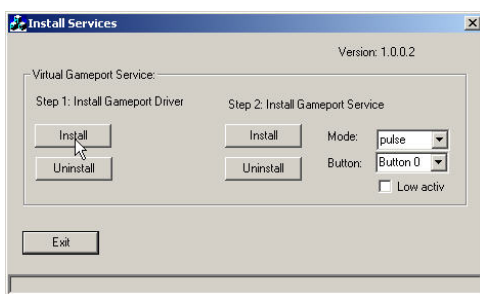 Install Services
Version: 1.0.0.2
Virtual Gameport Service:
Step 1: Install Gameport Driver
Step 2: Install Gameport Service
Install
Install
Mode:
pulse
Uninstall
Uninstall
Button:
Button 0
Low activ
Exit